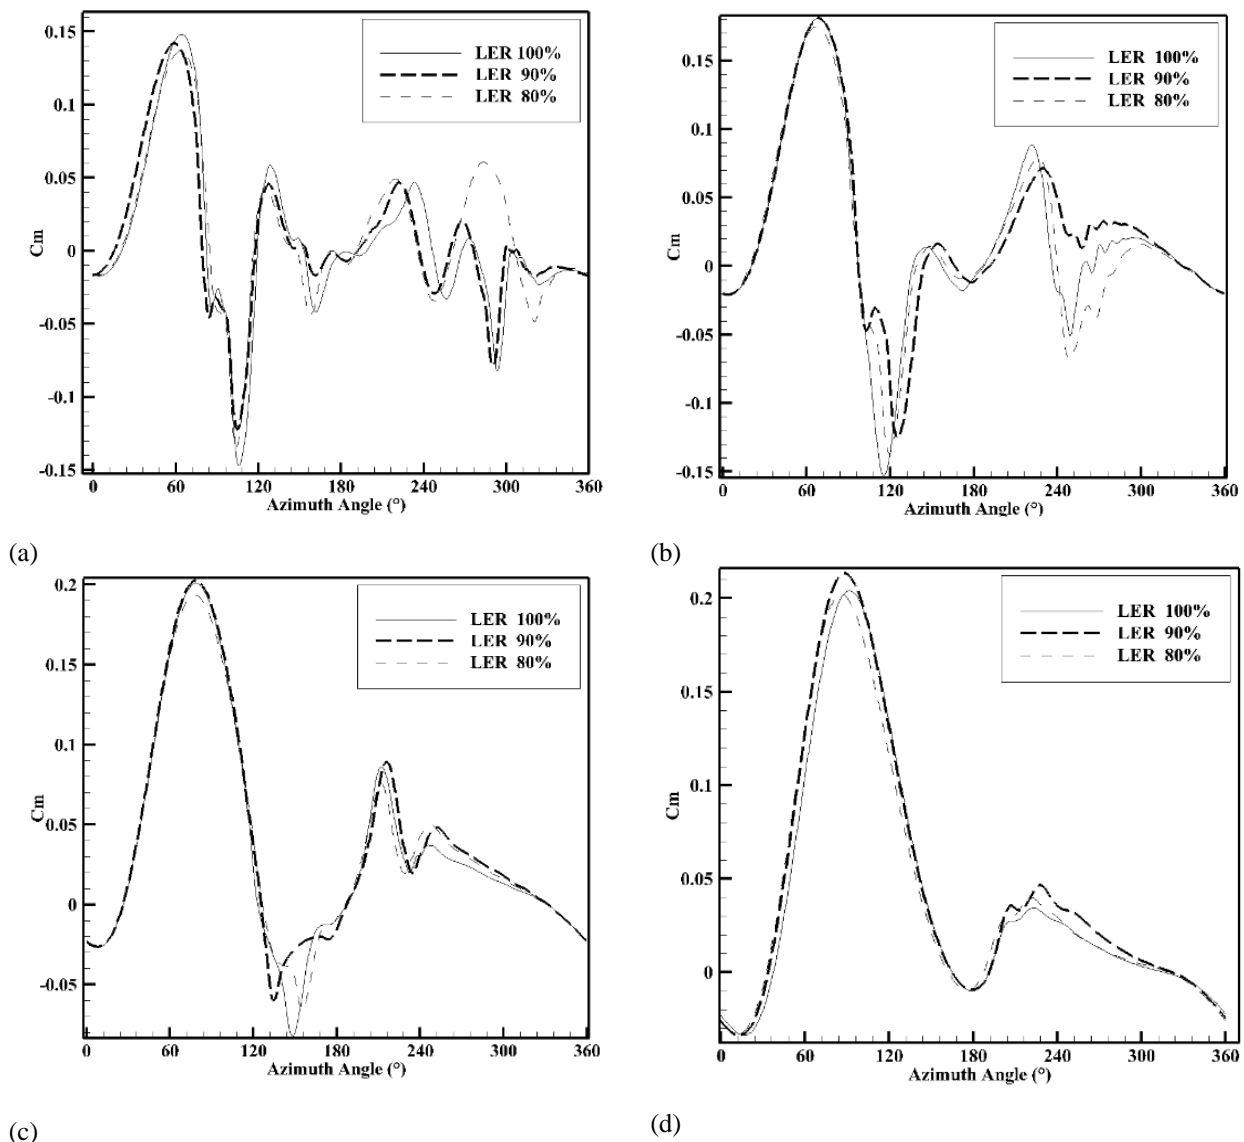 LER 100%
LER 90%
LER 80%
0.15
0.1
0.05
0
-0.05
-0.1
-0.15
Cm
0 60 120 180 240 300 360
Azimuth Angle (°)
(a)
LER 100%
LER 90%
LER 80%
0.15
0.1
0.05
0
-0.05
-0.1
-0.15
Cm
0 60 120 180 240 300 360
Azimuth Angle (°)
(b)
LER 100%
LER 90%
LER 80%
0.2
0.15
0.1
0.05
0
-0.05
Cm
0 60 120 180 240 300 360
Azimuth Angle (°)
(c)
LER 100%
LER 90%
LER 80%
0.2
0.15
0.1
0.05
0
Cm
0 60 120 180 240 300 360
Azimuth Angle (°)
(d)